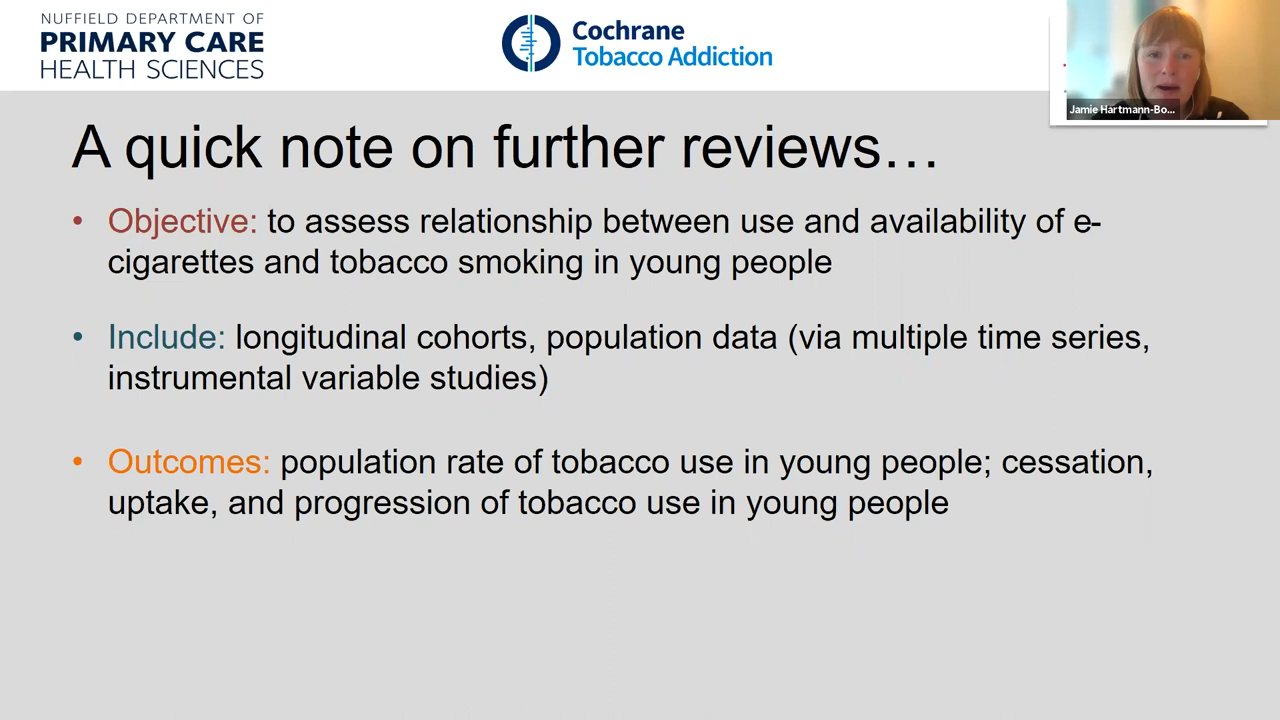 NUFFIELD DEPARTMENT OF
PRIMARY CARE
HEALTH SCIENCES
Cochrane
Tobacco Addiction
Jamie Hartmann-Bo...
A quick note on further reviews…
• Objective: to assess relationship between use and availability of e-
cigarettes and tobacco smoking in young people
• Include: longitudinal cohorts, population data (via multiple time series,
instrumental variable studies)
• Outcomes: population rate of tobacco use in young people; cessation,
uptake, and progression of tobacco use in young people